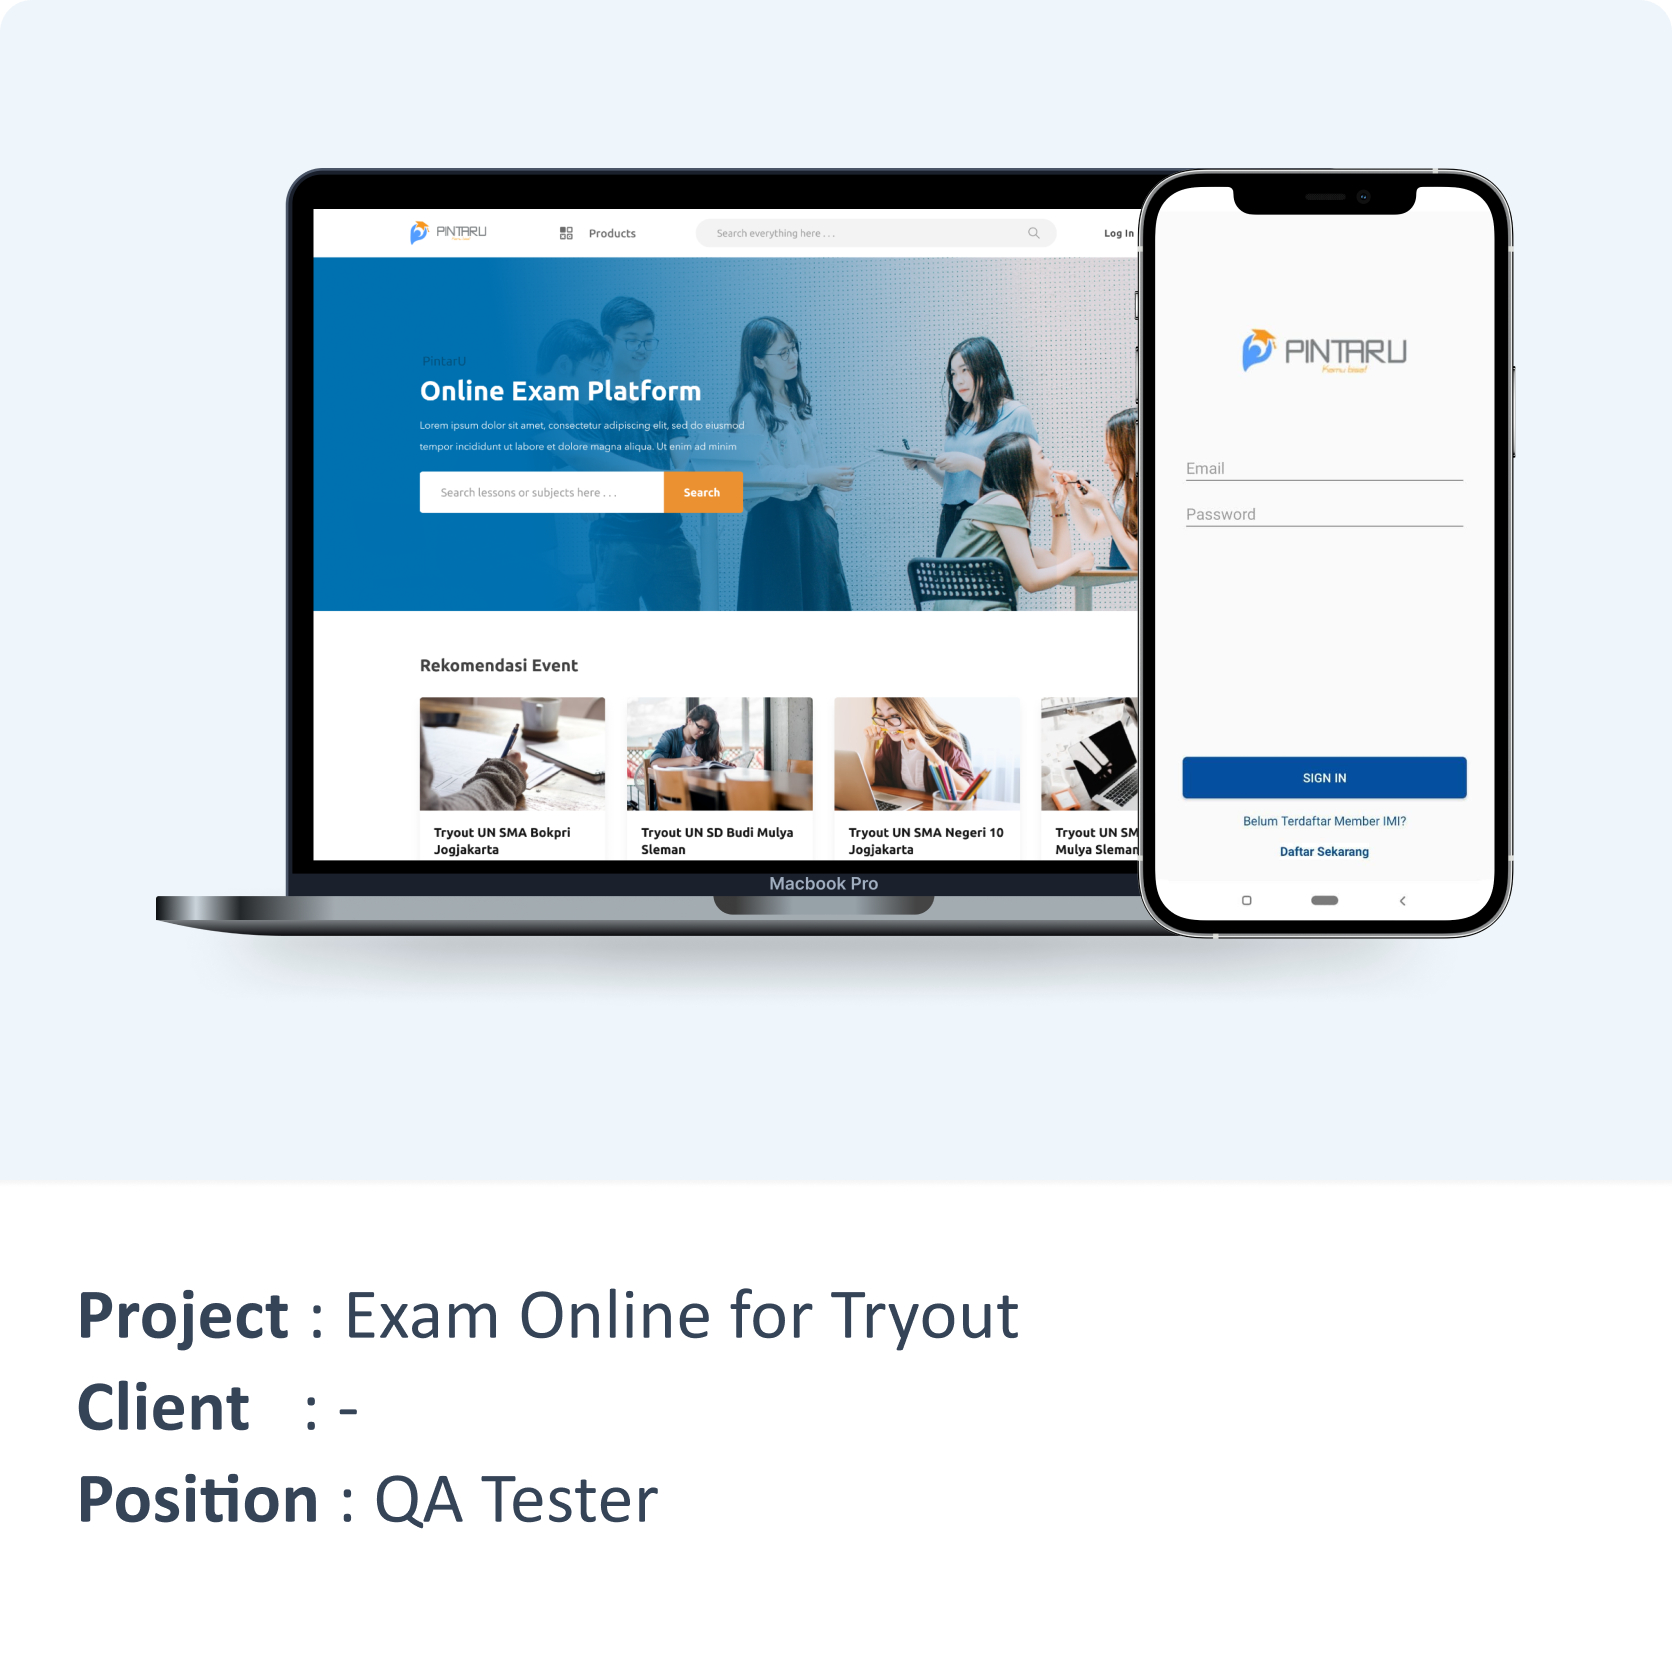 PINTARU
Products
Search everything here . . .
Log In
PintarU
Online Exam Platform
Lorem ipsum dolor sit amet, consectetur adipiscing elit, sed do eiusmod
tempor incididunt ut labore et dolore magna aliqua. Ut enim ad minim
Search lessons or subjects here . . .
Search
Rekomendasi Event
Tryout UN SMA Bokpri
Jogjakarta
Tryout UN SD Budi Mulya
Sleman
Tryout UN SMA Negeri 10
Jogjakarta
Tryout UN SM
Mulya Sleman
Macbook Pro
PINTARU
Kamu bisa!
Email
Password
SIGN IN
Belum Terdaftar Member IMI?
Daftar Sekarang
Project : Exam Online for Tryout
Client : -
Position : QA Tester